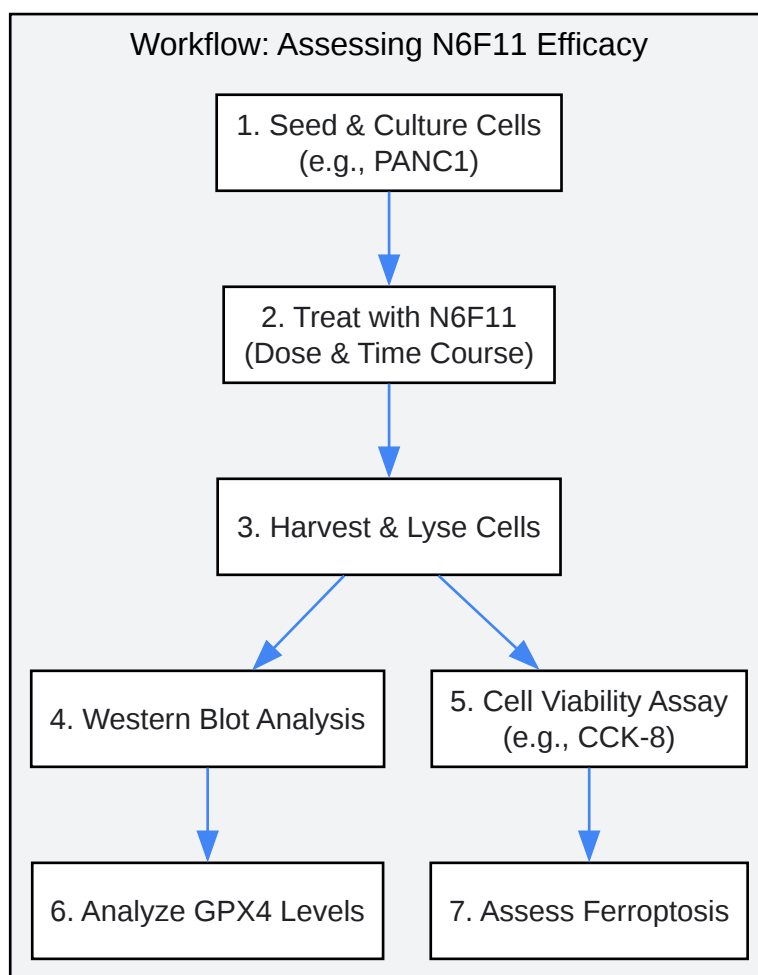 Workflow: Assessing N6F11 Efficacy
1. Seed & Culture Cells
(e.g., PANC1)
2. Treat with N6F11
(Dose & Time Course)
3. Harvest & Lyse Cells
4. Western Blot Analysis
5. Cell Viability Assay
(e.g., CCK-8)
6. Analyze GPX4 Levels
7. Assess Ferroptosis